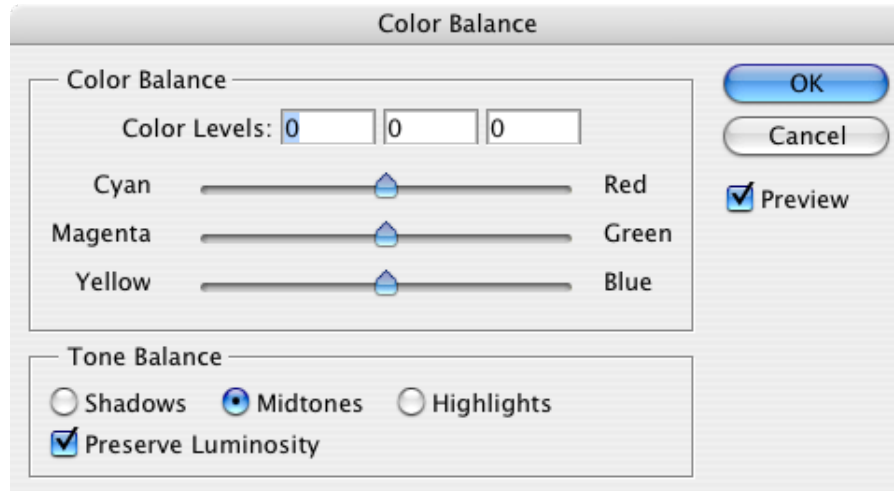 Color Balance
Color Balance
Color Levels: 0 0 0
Cyan Red
Magenta Green
Yellow Blue
OK
Cancel
Preview
Tone Balance
Shadows Midtones Highlights
Preserve Luminosity